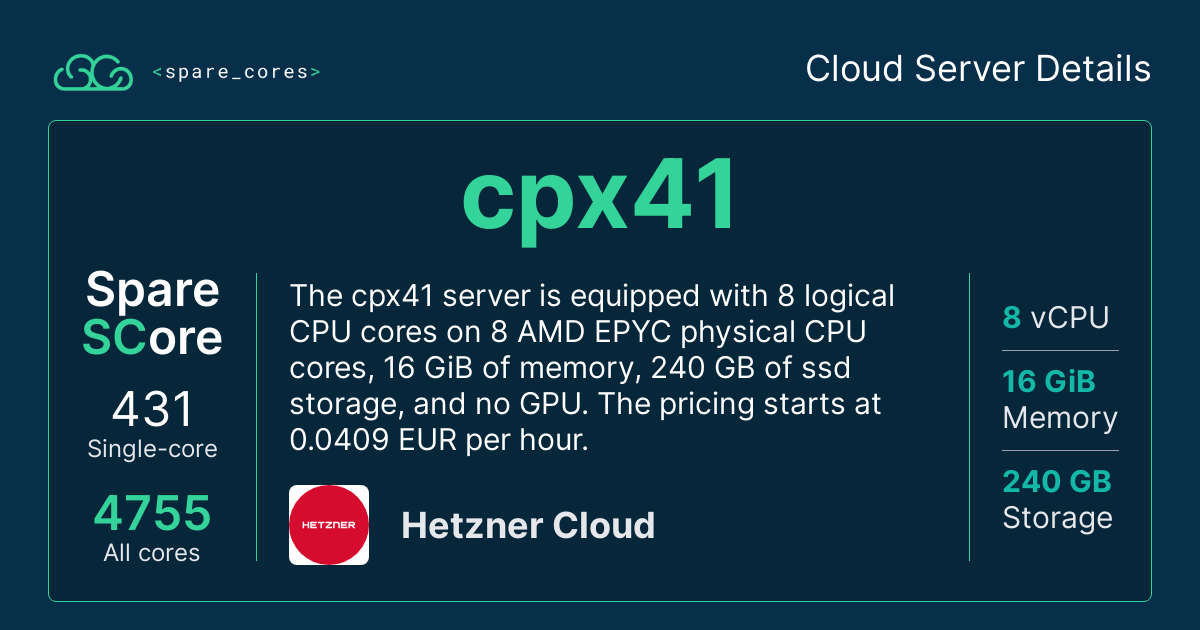 <spare_cores>
Cloud Server Details
cpx41
Spare
SCore
431
Single-core
4755
All cores
The cpx41 server is equipped with 8 logical
CPU cores on 8 AMD EPYC physical CPU
cores, 16 GiB of memory, 240 GB of ssd
storage, and no GPU. The pricing starts at
0.0409 EUR per hour.
HETZNER
Hetzner Cloud
8 vCPU
16 GiB
Memory
240 GB
Storage